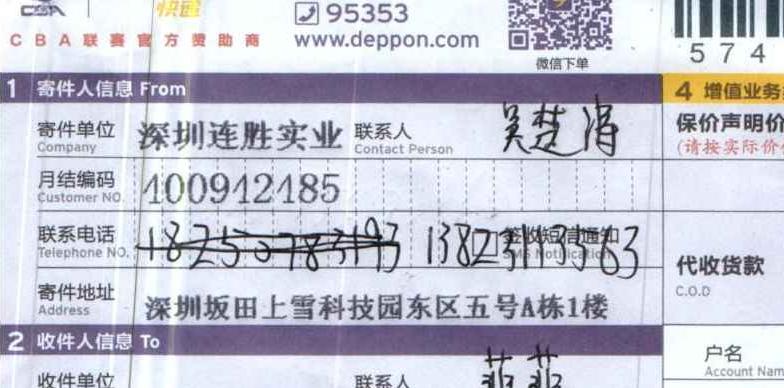 CBA 快递 95353
CBA联赛官方赞助商 www.deppon.com
微信下单
574
1 寄件人信息 From
4 增值业务
寄件单位 深圳连胜实业 联系人 吴楚涓
Company Contact Person
保价声明价
(请按实际价
月结编码 400912485
Customer NO.
联系电话 18250783193 签收短信通知
Telephone NO. SMS Notification
代收货款
C.O.D
寄件地址 深圳坂田上雪科技园东区五号A栋1楼
Address
2 收件人信息 To
户名
Account Nam
收件单位 联系人